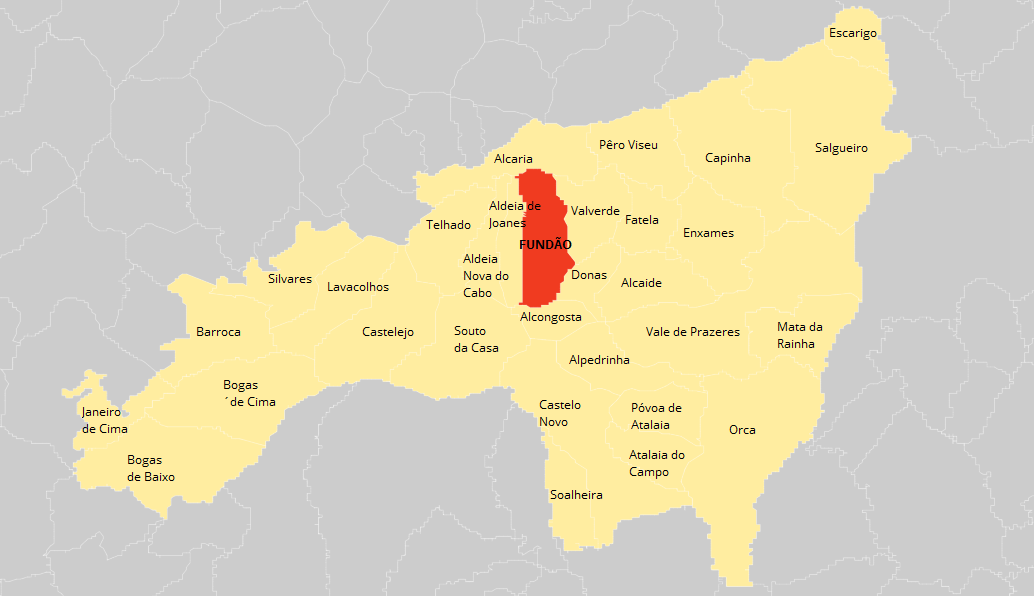 Escarigo
Pêro Viseu
Salgueiro
Alcaria
Capinha
Aldeia de
Joanes
Valverde
Fatela
Telhado
Enxames
FUNDÃO
Aldeia
Nova do
Cabo
Donas
Silvares
Lavacolhos
Alcaide
Alcongosta
Barroca
Castelejo
Souto
da Casa
Vale de Prazeres
Mata da
Rainha
Alpedrinha
Bogas
´de Cima
Janeiro
de Cima
Castelo
Novo
Póvoa de
Atalaia
Orca
Bogas
de Baixo
Atalaia do
Campo
Soalheira